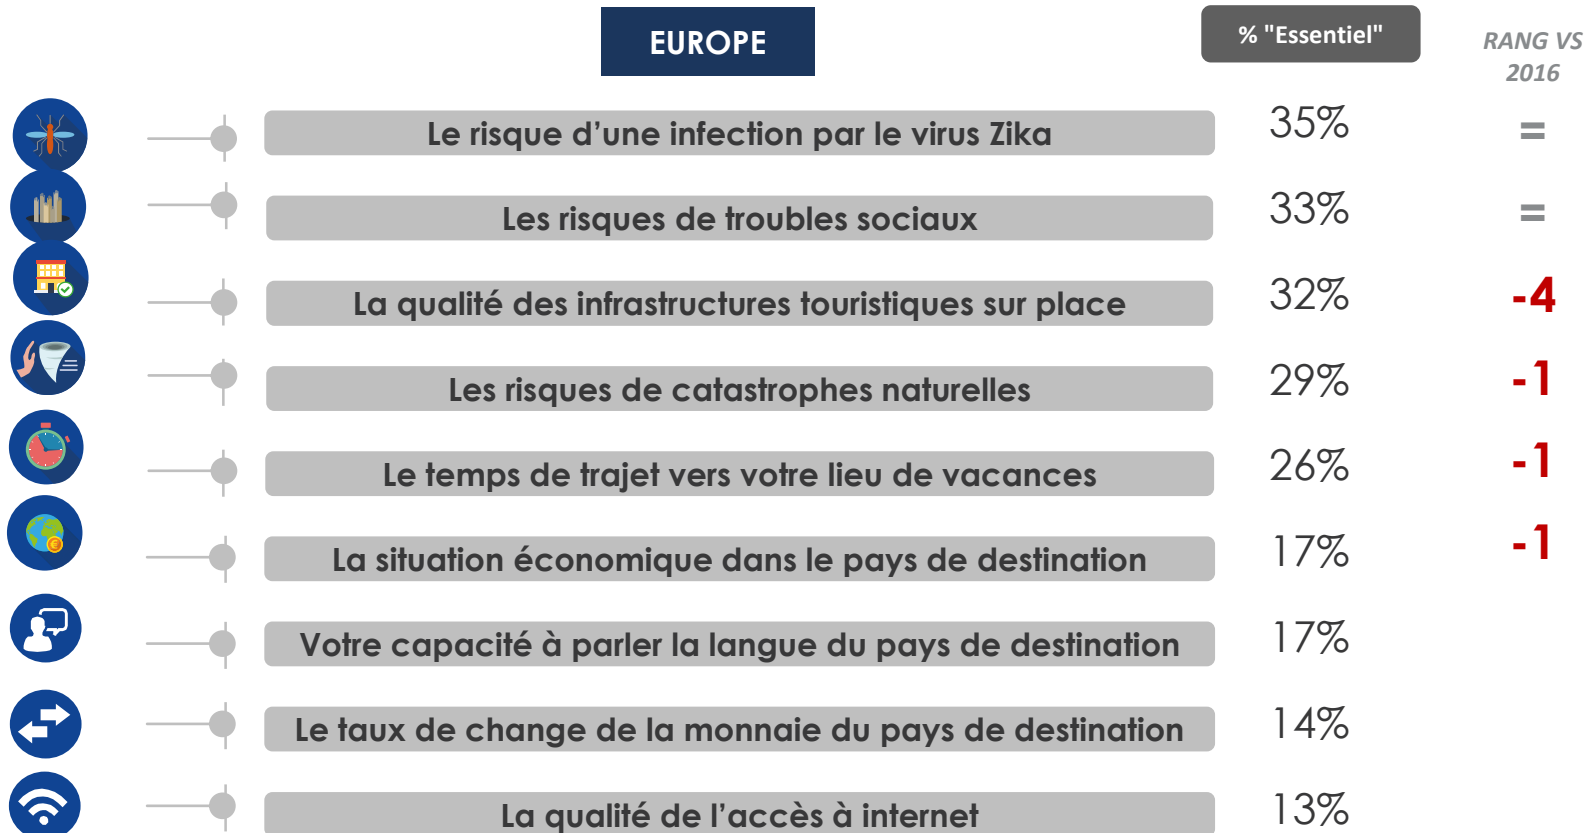 EUROPE
% "Essentiel"
RANG VS
2016
Le risque d’une infection par le virus Zika 35% =
Les risques de troubles sociaux 33% =
La qualité des infrastructures touristiques sur place 32% -4
Les risques de catastrophes naturelles 29% -1
Le temps de trajet vers votre lieu de vacances 26% -1
La situation économique dans le pays de destination 17% -1
Votre capacité à parler la langue du pays de destination 17%
Le taux de change de la monnaie du pays de destination 14%
La qualité de l’accès à internet 13%